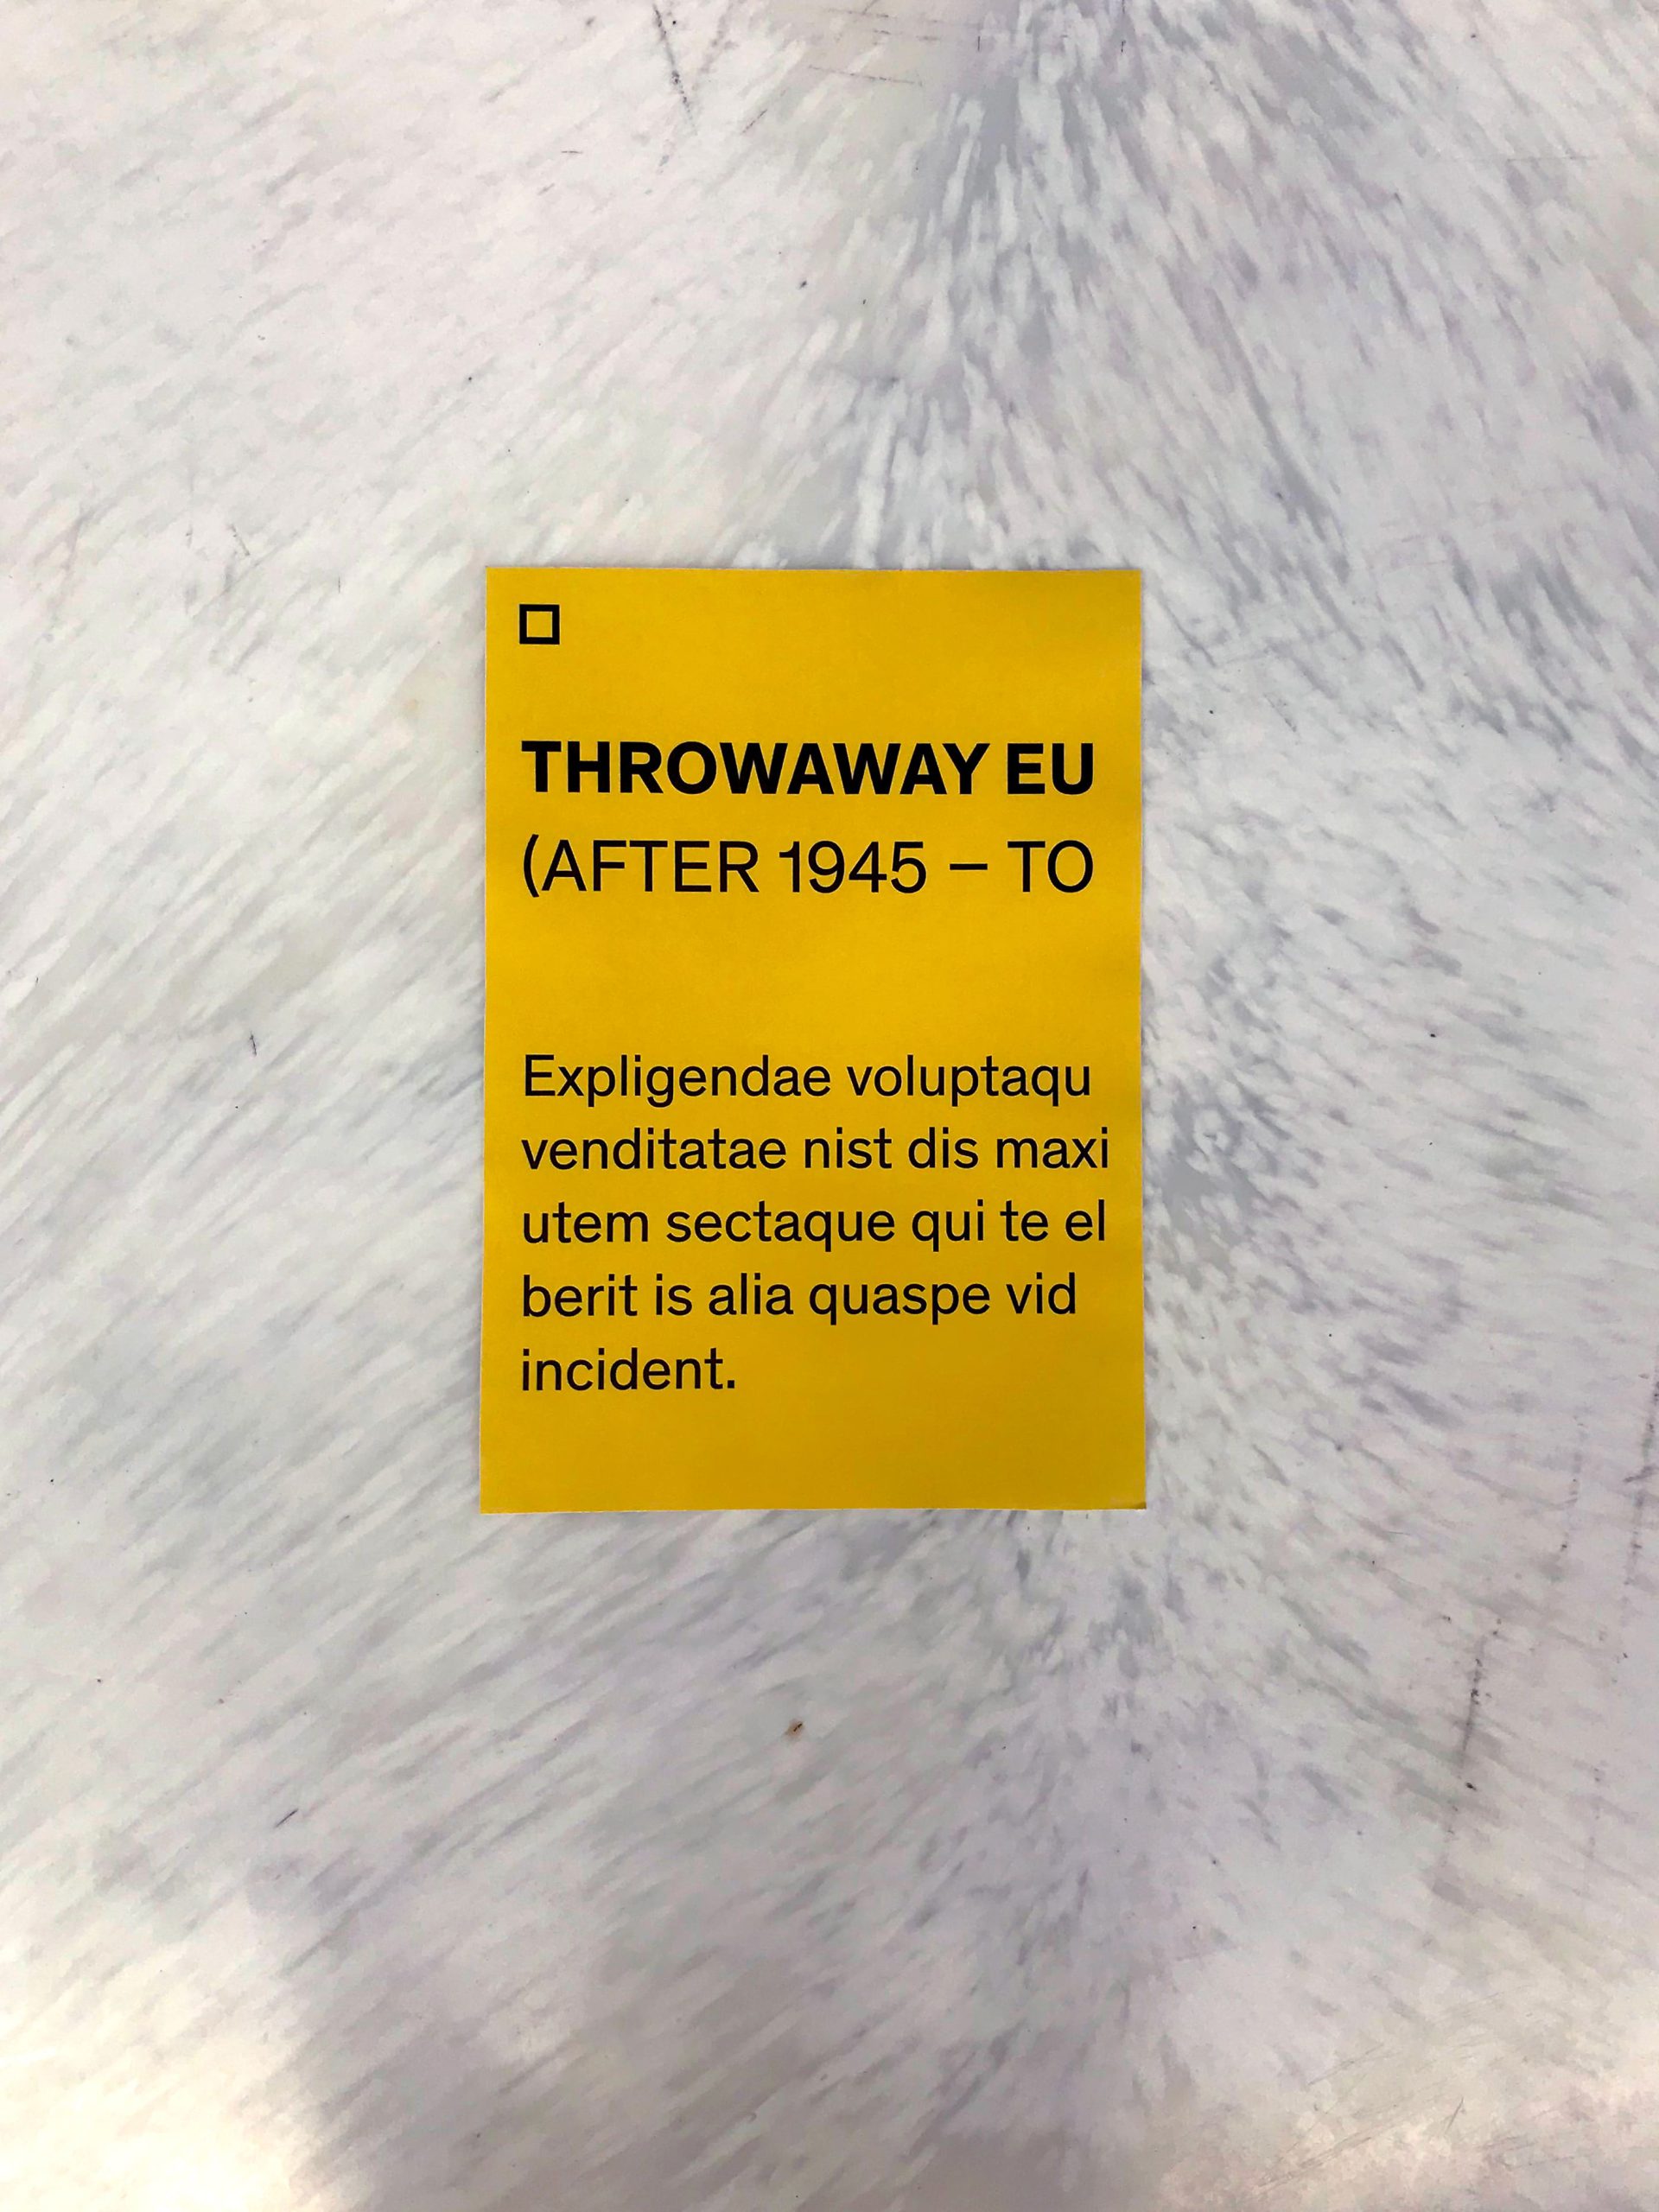 THROWAWAY EU
(AFTER 1945 – TO
Expligendae voluptaqu
venditatae nist dis maxi
utem sectaque qui te el
berit is alia quaspe vid
incident.